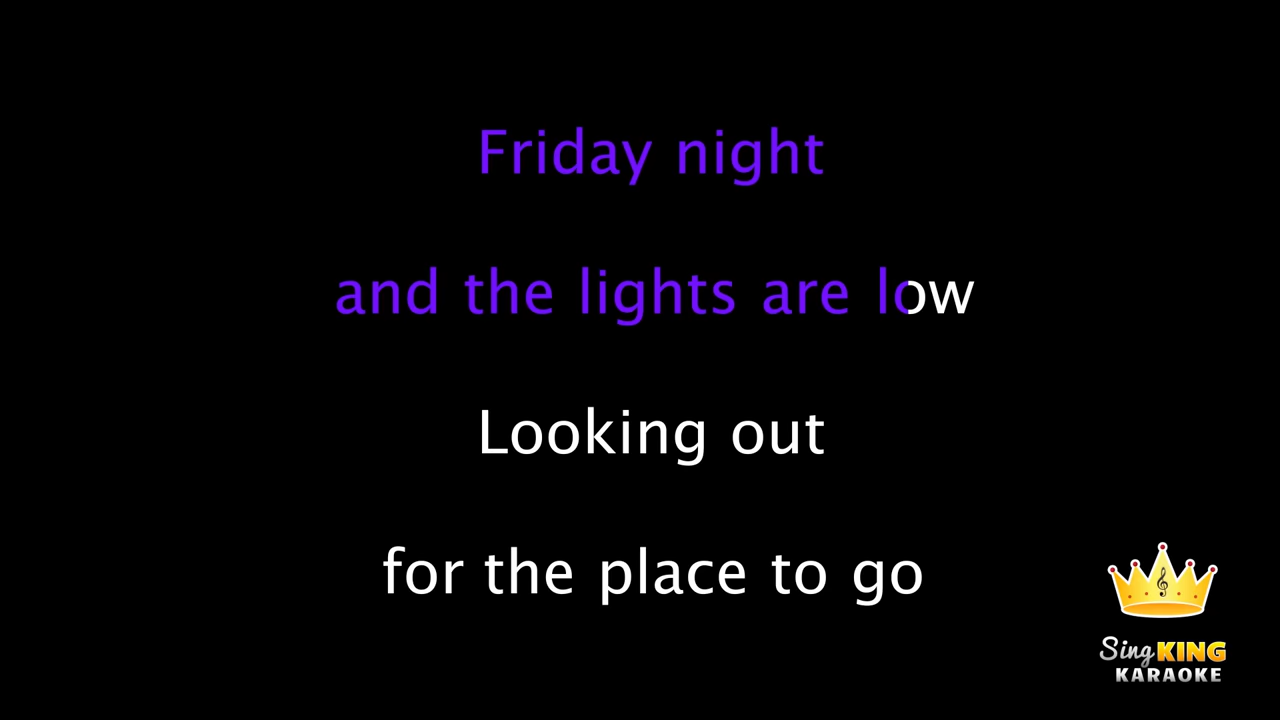 Friday night
and the lights are low
Looking out
for the place to go
Sing KING
KARAOKE